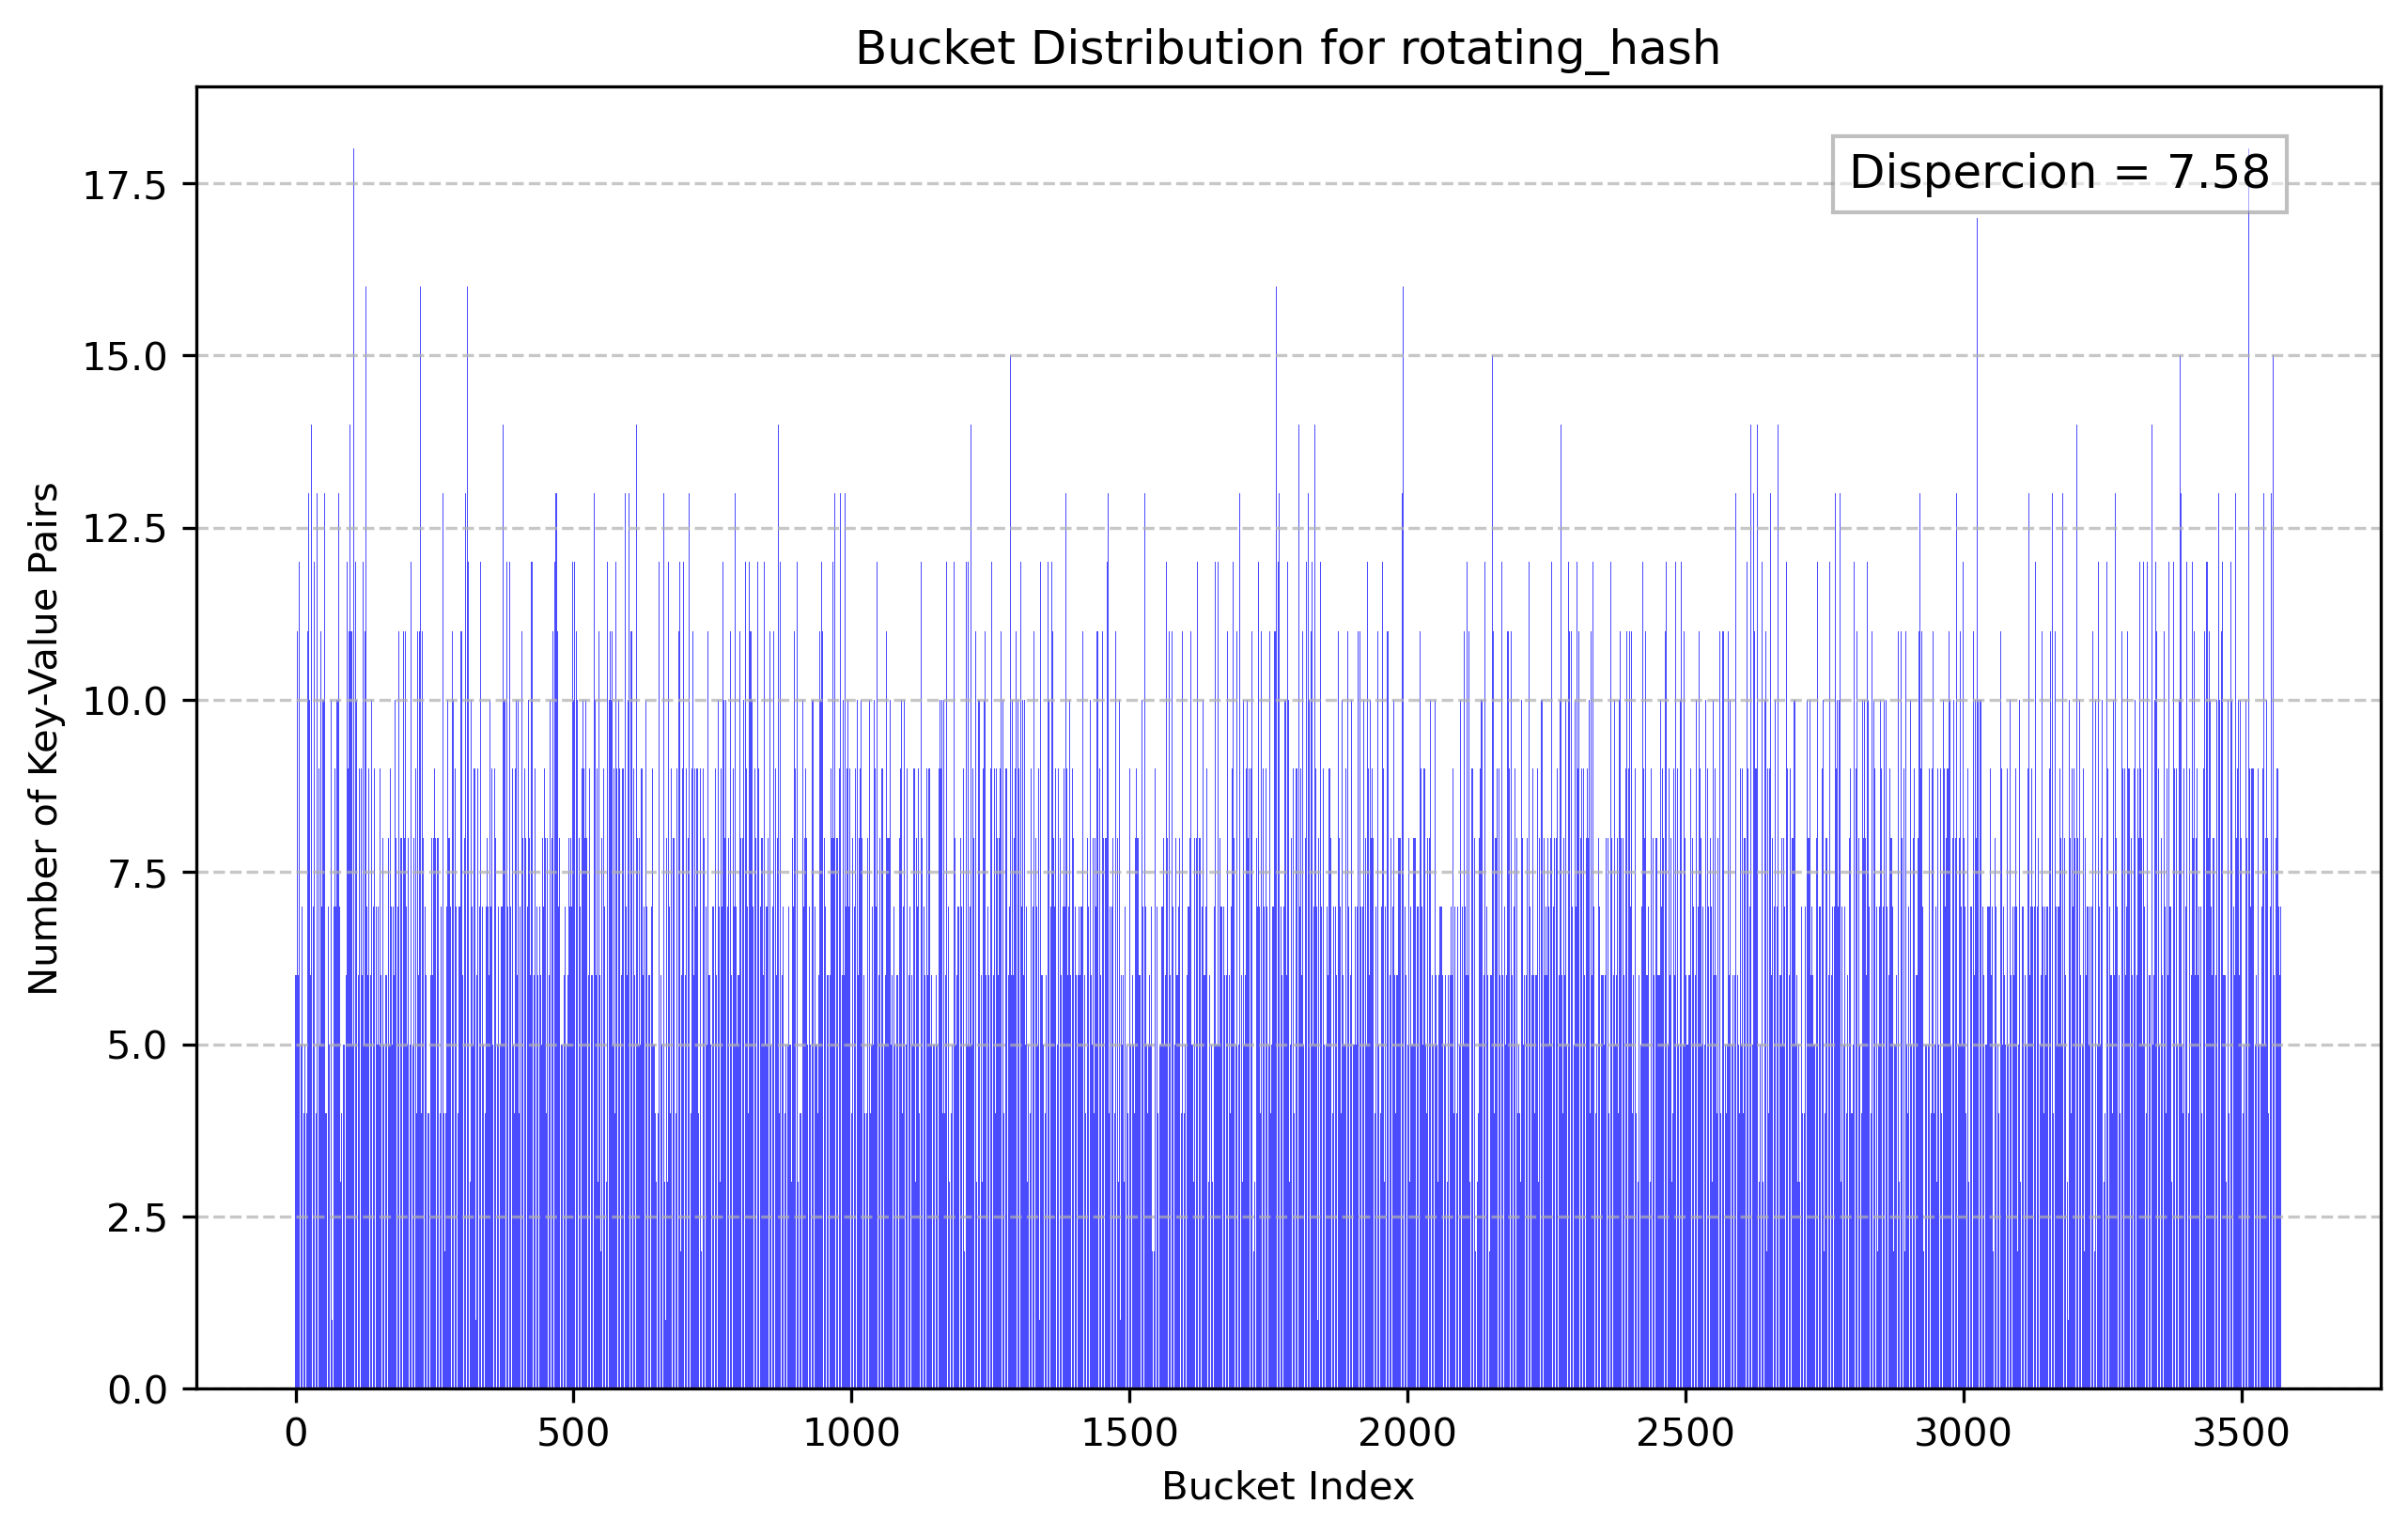 Bucket Distribution for rotating_hash
Dispercion = 7.58
Number of Key-Value Pairs
17.5
15.0
12.5
10.0
7.5
5.0
2.5
0.0
0 500 1000 1500 2000 2500 3000 3500
Bucket Index